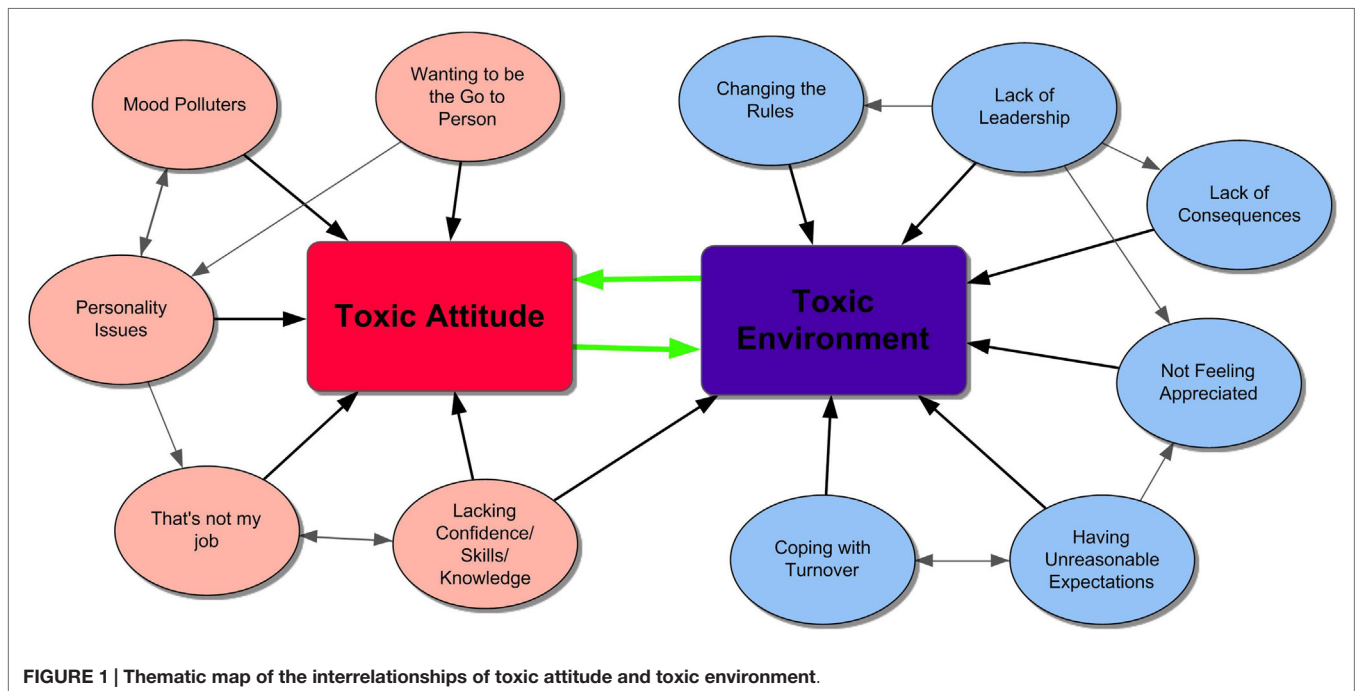 Mood Polluters
Wanting to be
the Go to
Person
Changing the
Rules
Lack of
Leadership
Lack of
Consequences
Personality
Issues
Toxic Attitude
Toxic
Environment
Not Feeling
Appreciated
That's not my
job
Lacking
Confidence/
Skills/
Knowledge
Coping with
Turnover
Having
Unreasonable
Expectations
FIGURE 1 | Thematic map of the interrelationships of toxic attitude and toxic environment.